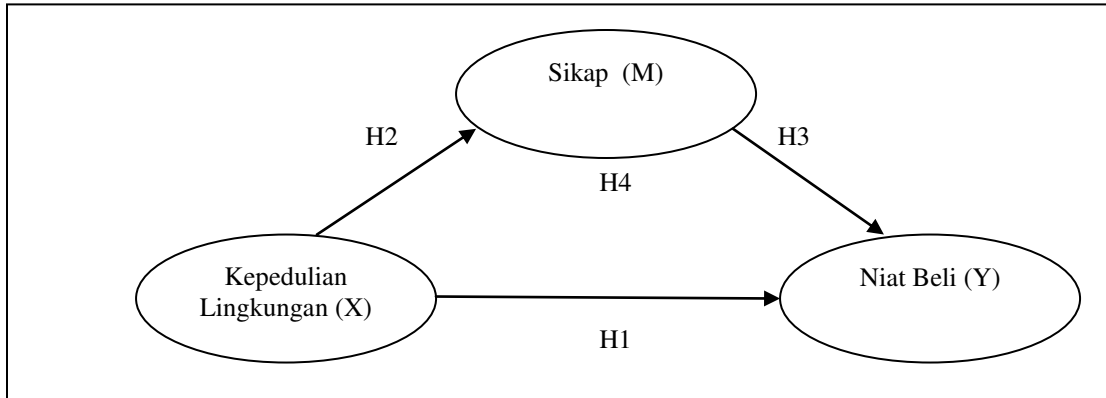 Sikap (M)
H2
H3
H4
Kepedulian
Lingkungan (X)
Niat Beli (Y)
H1